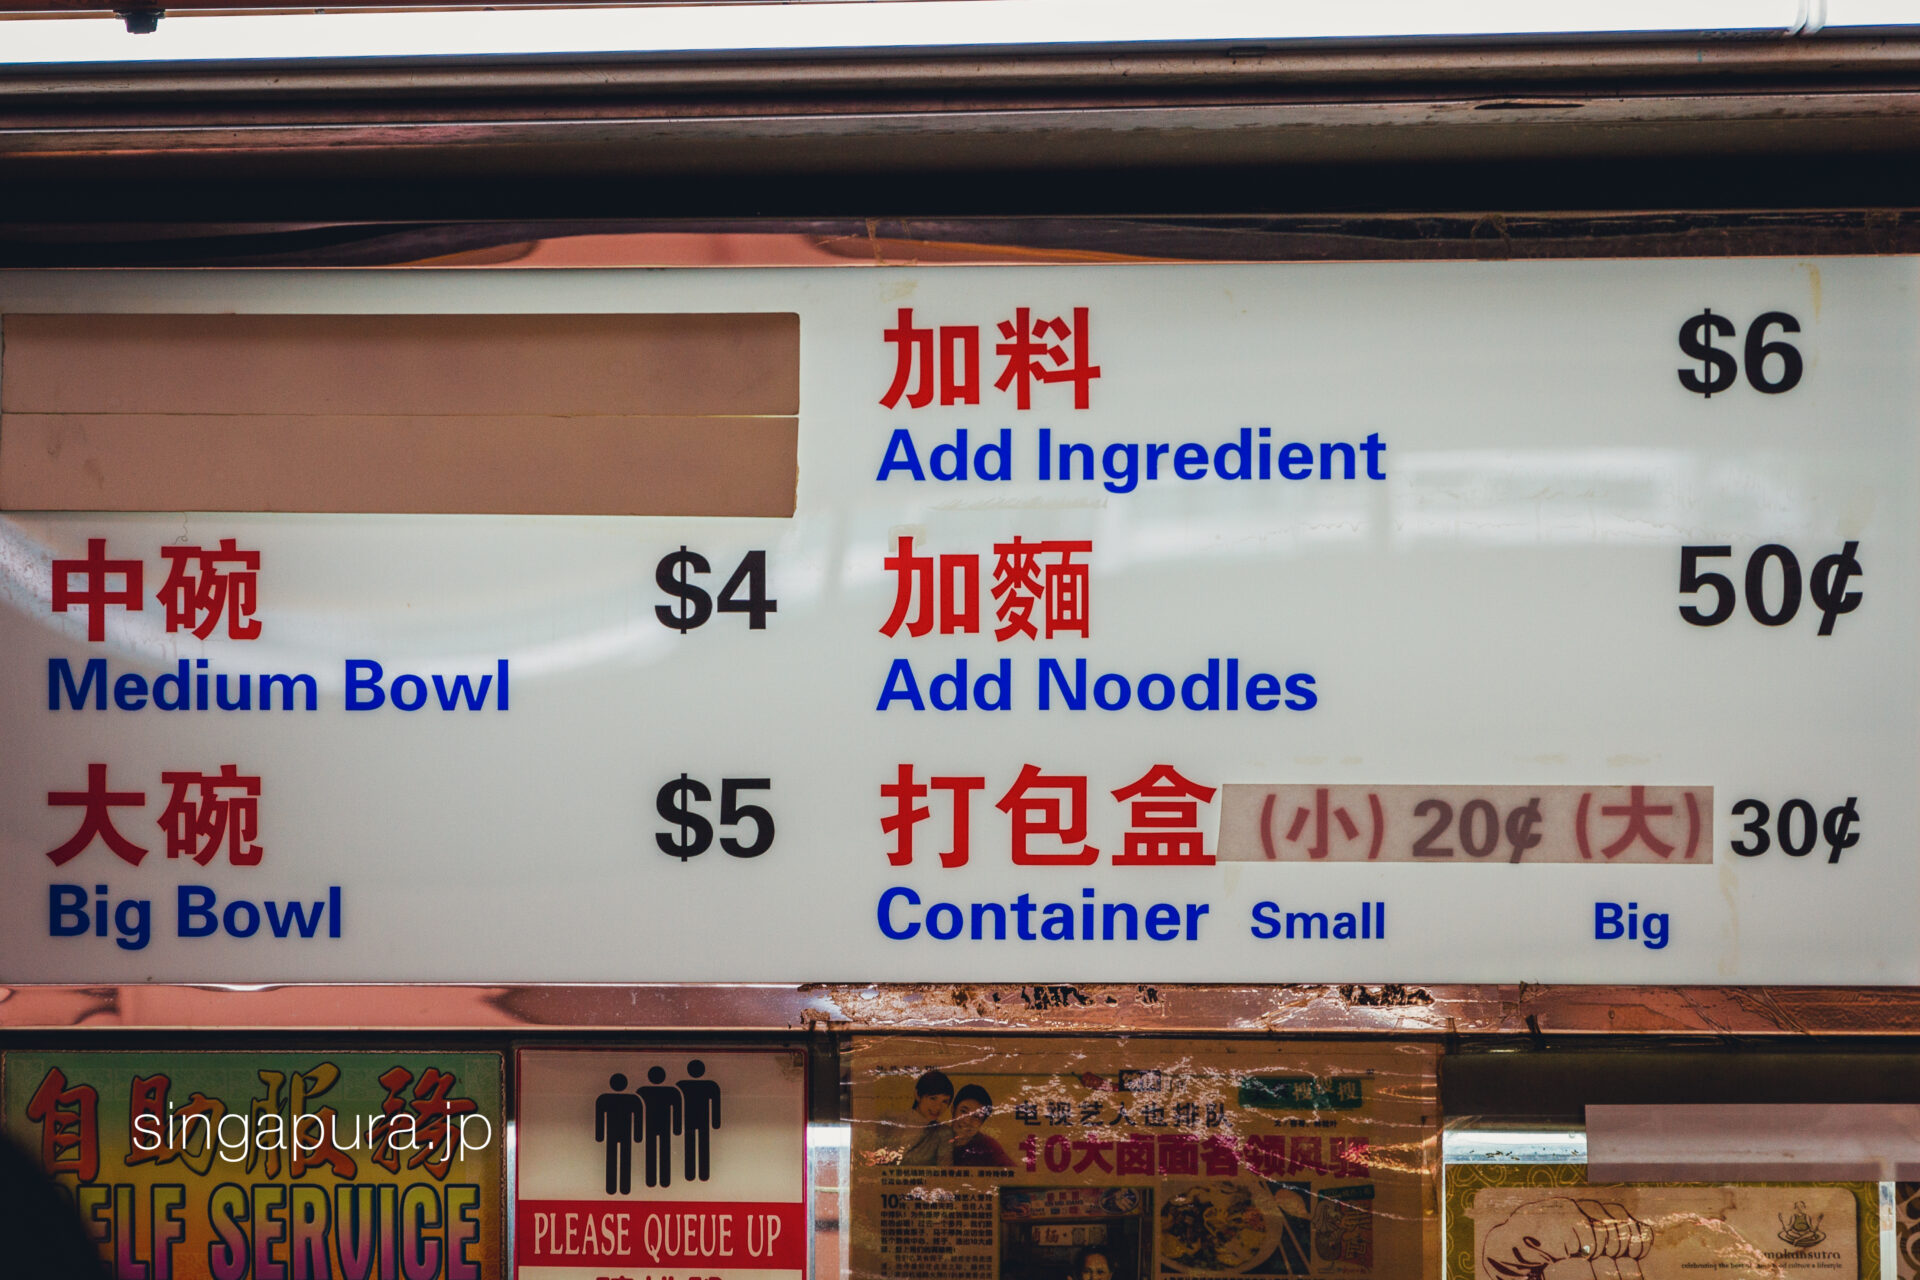 加料 $6
Add Ingredient
中碗 $4
Medium Bowl
加麵 50¢
Add Noodles
大碗 $5
Big Bowl
打包盒 (小) 20¢ (大) 30¢
Container Small Big
自助服務
ELF SERVICE
singapura.jp
PLEASE QUEUE UP
电视艺人也排队
10大卤面各领风骚
makansutra